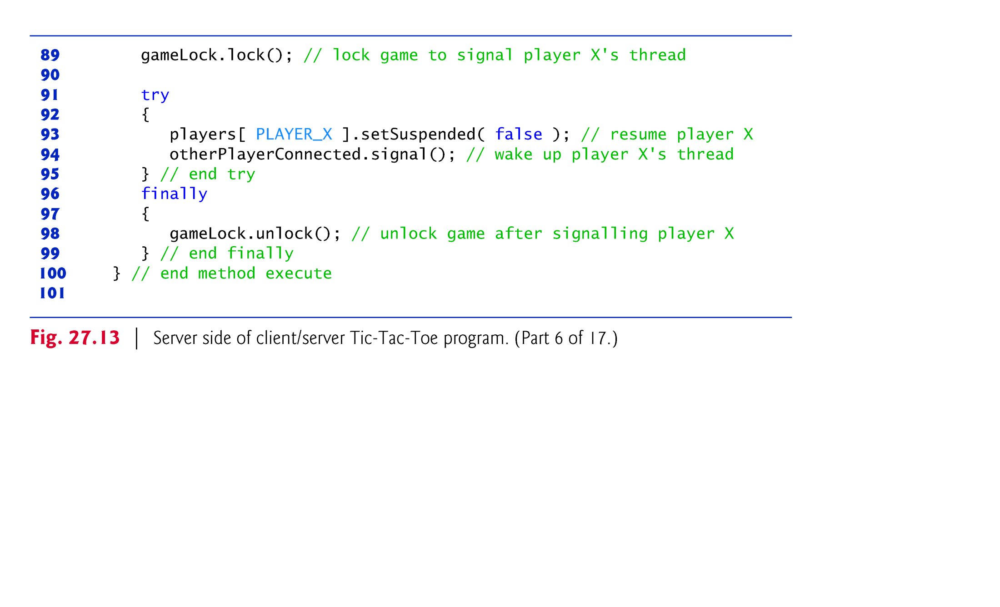 89 gameLock.lock(); // lock game to signal player X's thread
90
91 try
92 {
93 players[ PLAYER_X ].setSuspended( false ); // resume player X
94 otherPlayerConnected.signal(); // wake up player X's thread
95 } // end try
96 finally
97 {
98 gameLock.unlock(); // unlock game after signalling player X
99 } // end finally
100 } // end method execute
101
Fig. 27.13 | Server side of client/server Tic-Tac-Toe program. (Part 6 of 17.)